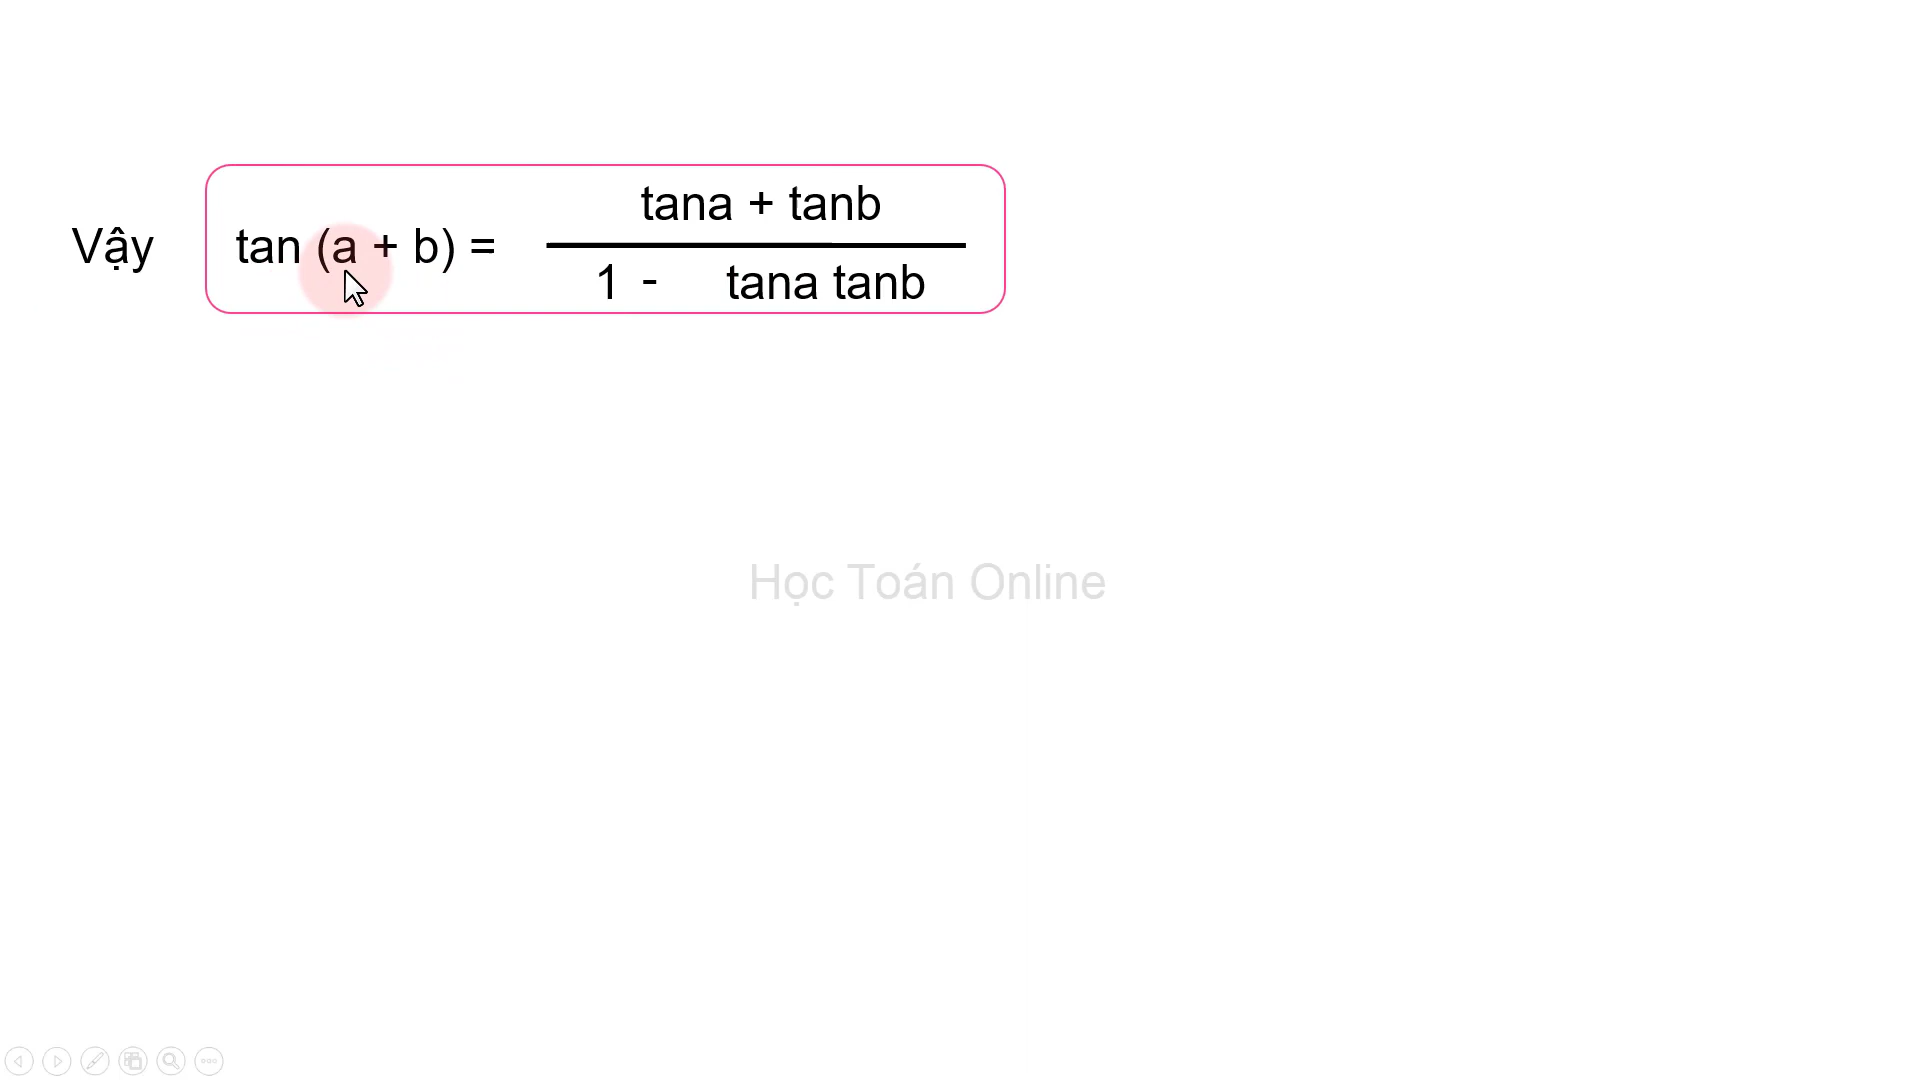 Vậy tan (a + b) = tana + tanb
1 - tana tanb
Học Toán Online